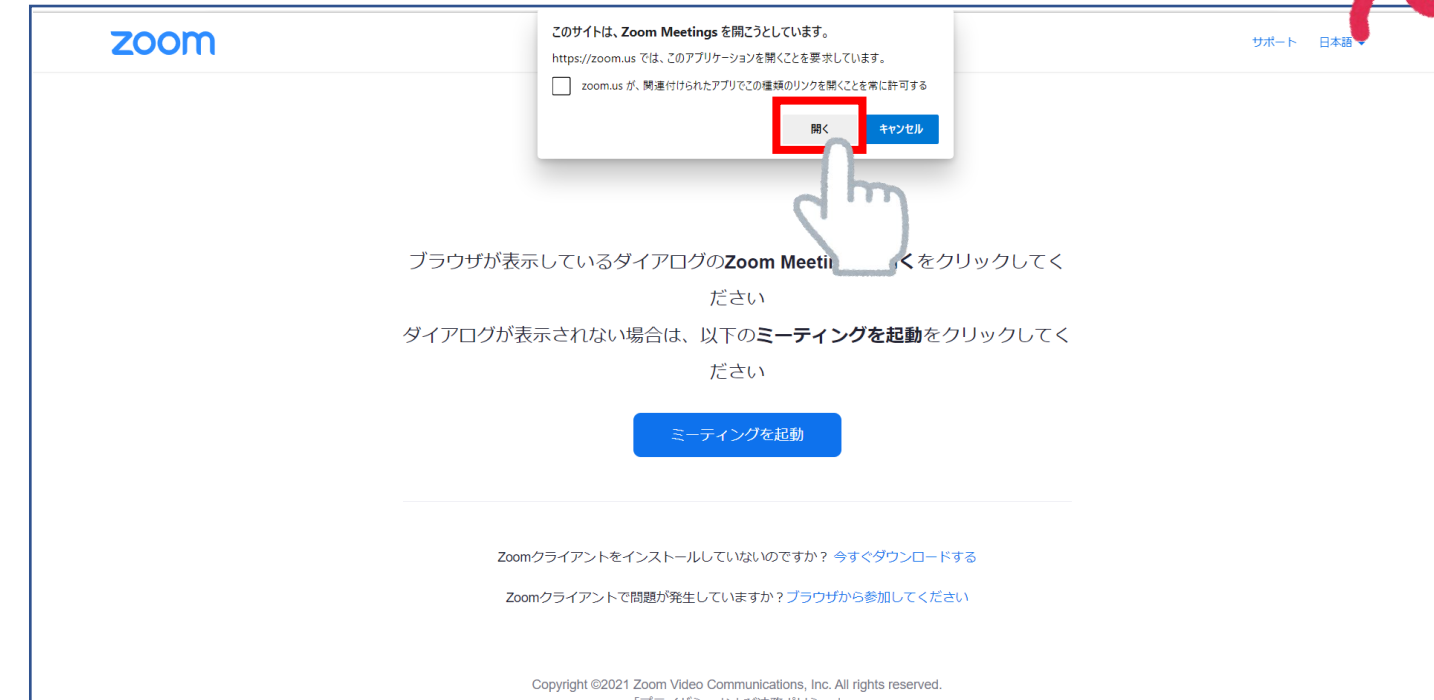 zoom
サポート 日本語
このサイトは、Zoom Meetings を開こうとしています。
https://zoom.us では、このアプリケーションを開くことを要求しています。
zoom.us が、関連付けられたアプリでこの種類のリンクを開くことを常に許可する
開く キャンセル
ブラウザが表示しているダイアログのZoom Meeti くをクリックしてく
ださい
ダイアログが表示されない場合は、以下のミーティングを起動をクリックしてく
ださい
ミーティングを起動
Zoomクライアントをインストールしていないのですか？ 今すぐダウンロードする
Zoomクライアントで問題が発生していますか？ブラウザから参加してください
Copyright ©2021 Zoom Video Communications, Inc. All rights reserved.